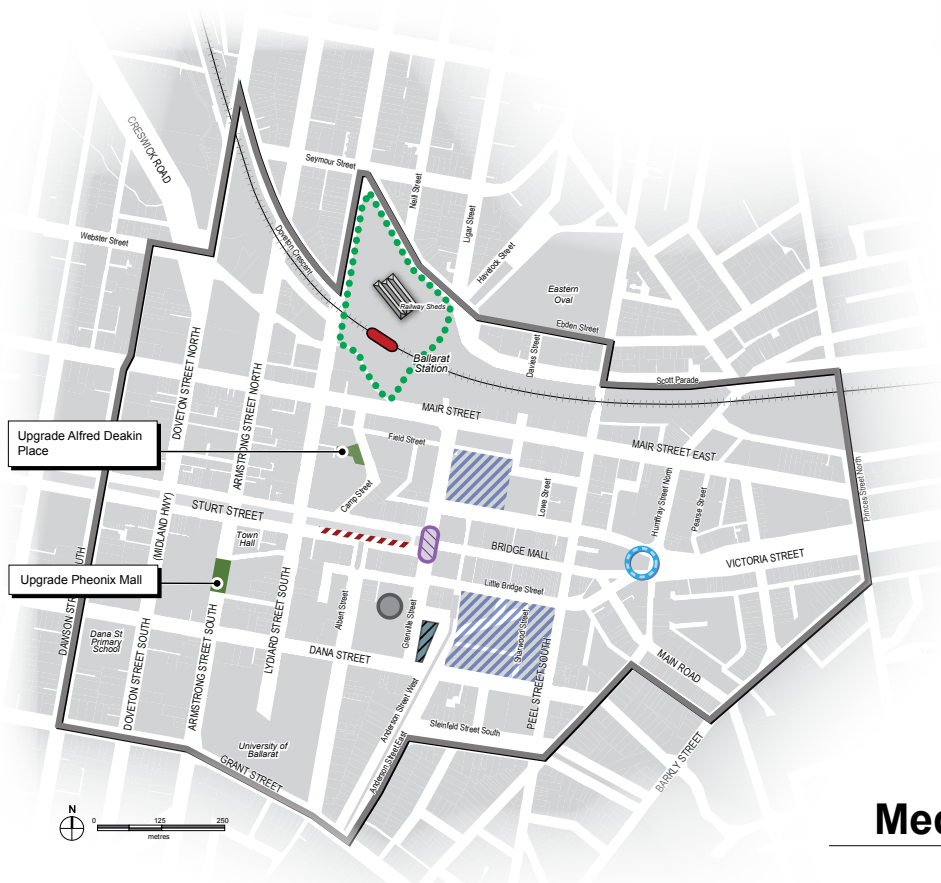 CRESWICK ROAD
Seymour Street
Neill Street
Ligar Street
Havelock Street
Webster Street
Doveton Crescent
Eastern
Oval
Railway Sheds
Ebden Street
Davies Street
Ballarat
Station
Scott Parade
DOVETON STREET NORTH
ARMSTRONG STREET NORTH
MAIR STREET
Upgrade Alfred Deakin
Place
Field Street
MAIR STREET EAST
Camp Street
Lowe Street
Humffray Street North
Pearse Street
Princes Street North
(MIDLAND HWY)
STURT STREET
Town
Hall
BRIDGE MALL
VICTORIA STREET
Upgrade Pheonix Mall
Little Bridge Street
DAWSON STR
OUTH
Dana St
Primary
School
DOVETON STREET SOUTH
ARMSTRONG STREET SOUTH
LYDIARD STREET SOUTH
Albert Street
Grenville Street
Sharwood Street
DANA STREET
PEEL STREET SOUTH
MAIN ROAD
Anderson Street West
Anderson Street East
Steinfeld Street South
University of
Ballarat
GRANT STREET
BARKLY STREET
N
0 125 250
metres
Mec